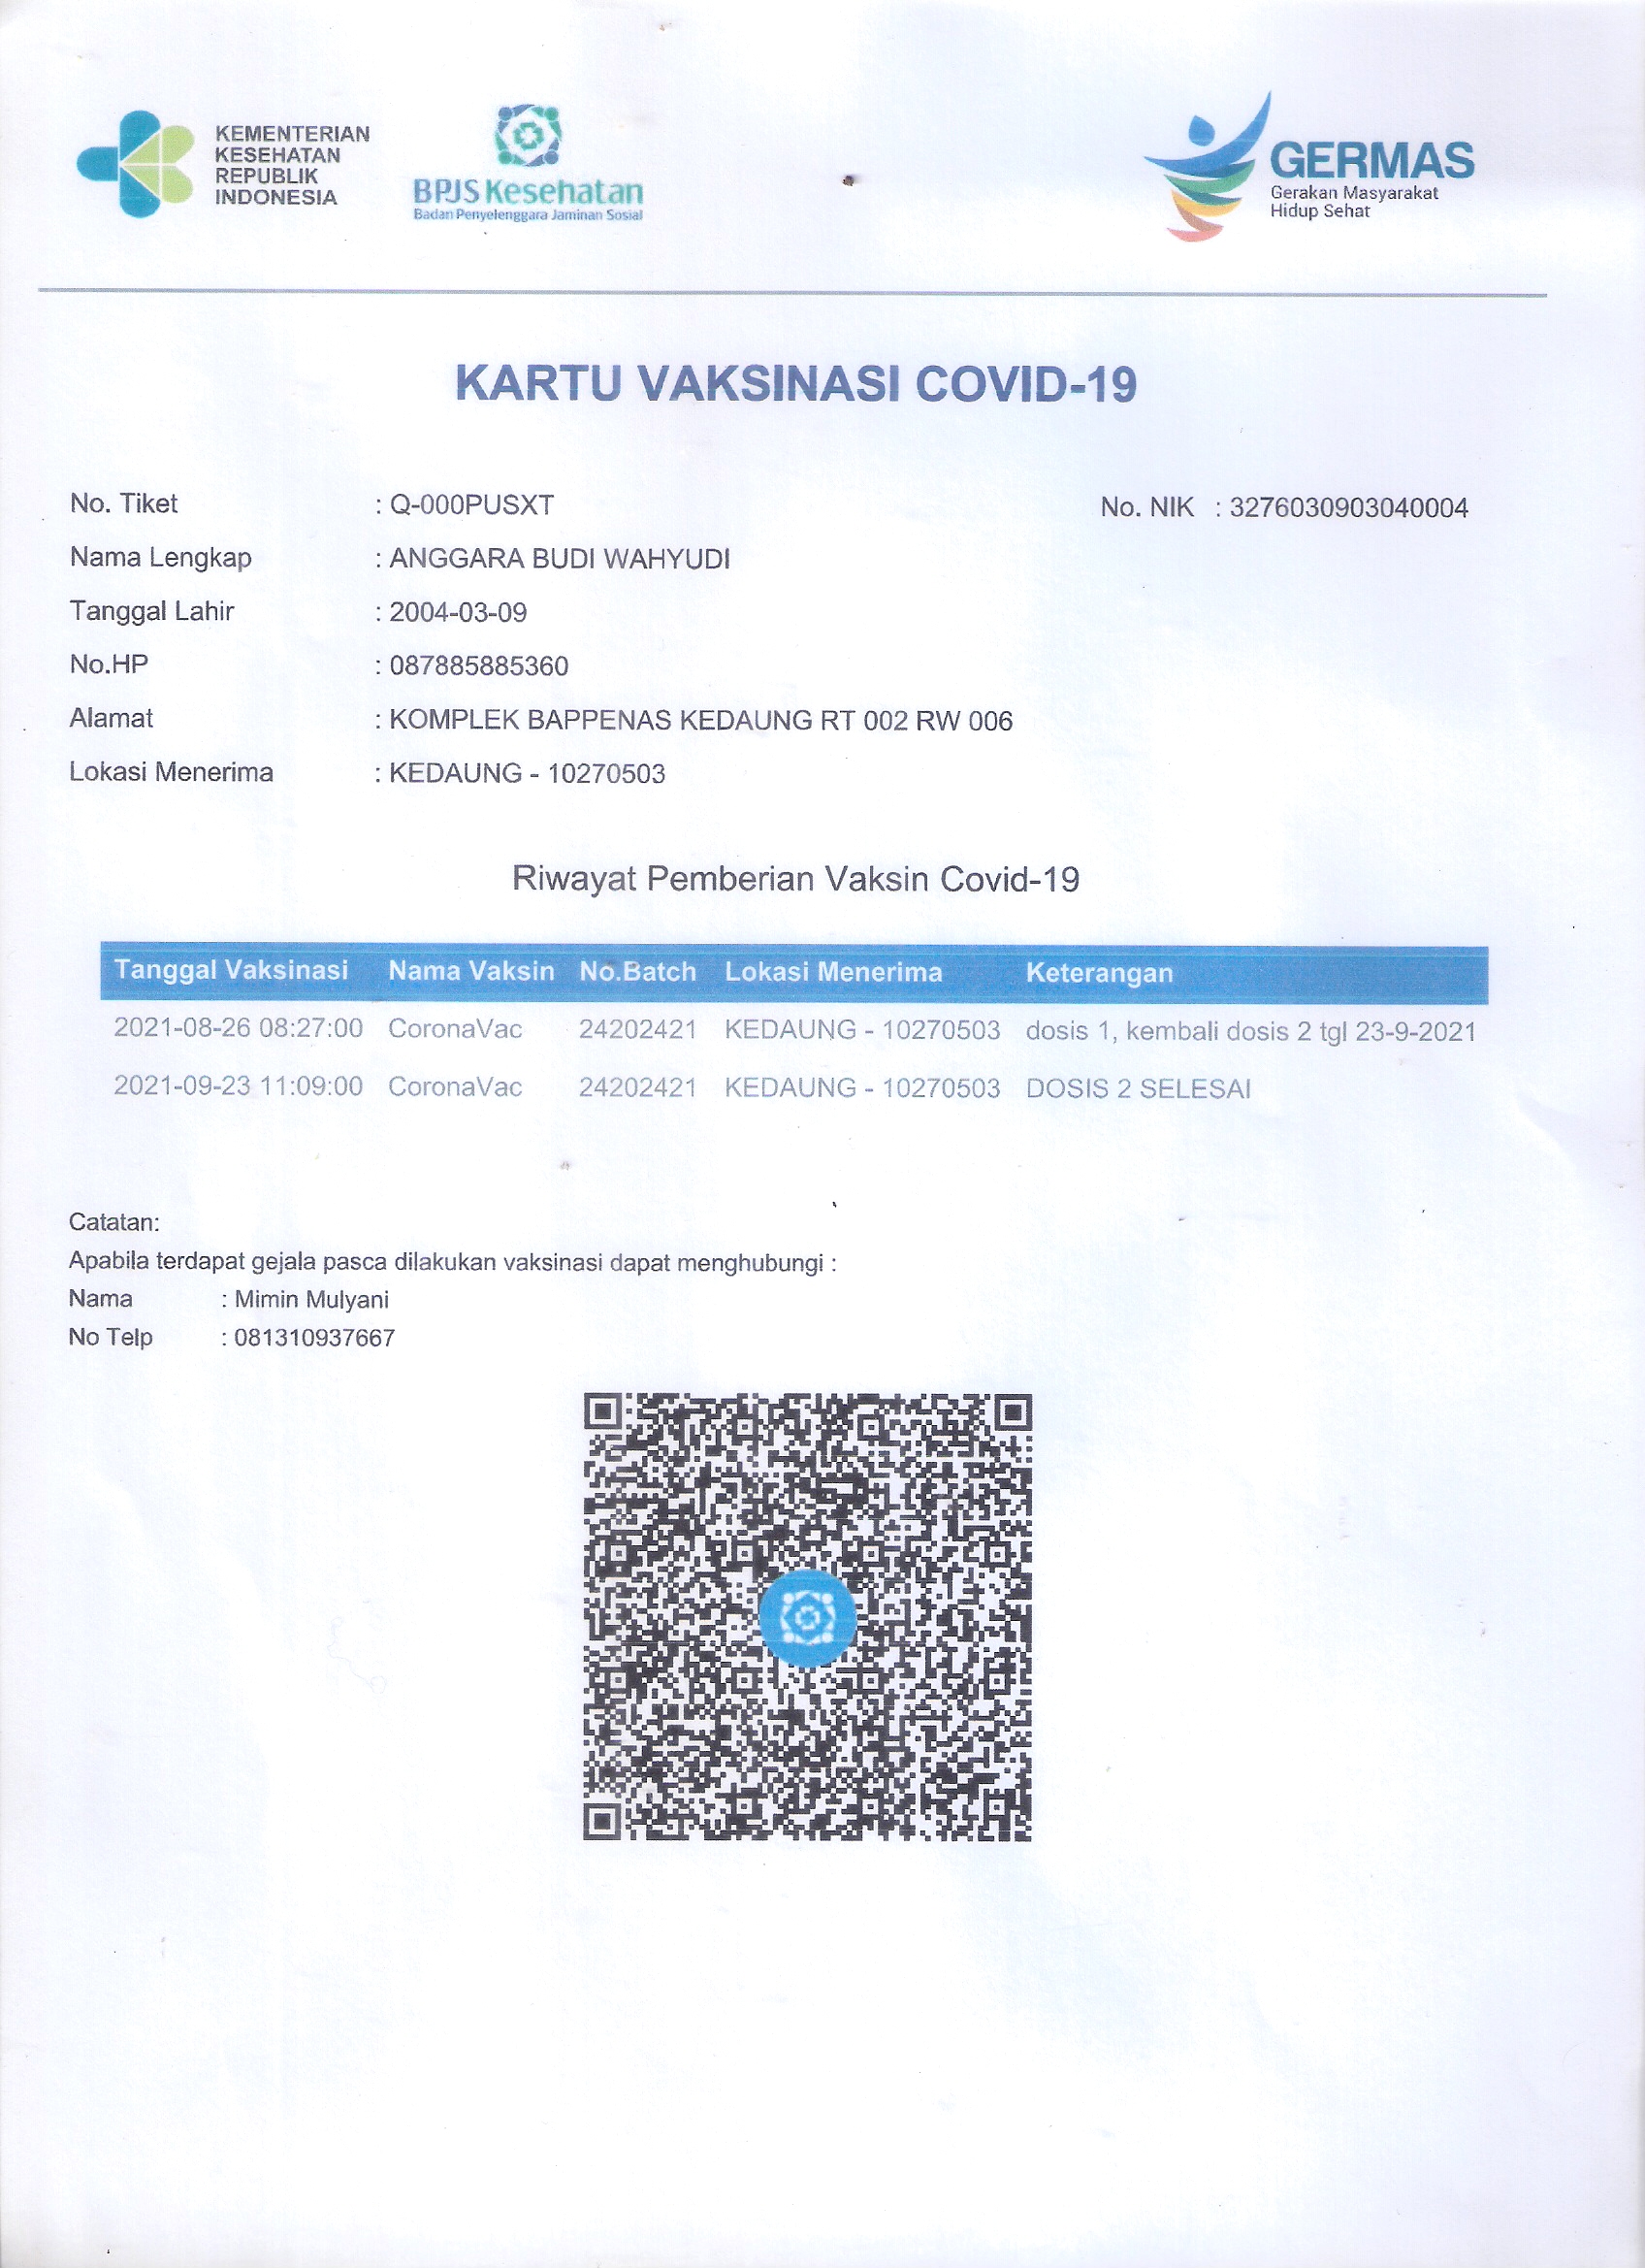 KEMENTERIAN
KESEHATAN
REPUBLIK
INDONESIA
BPJS Kesehatan
Badan Penyelenggara Jaminan Sosial
GERMAS
Gerakan Masyarakat
Hidup Sehat
KARTU VAKSINASI COVID-19
No. Tiket : Q-000PUSXT No. NIK : 3276030903040004
Nama Lengkap : ANGGARA BUDI WAHYUDI
Tanggal Lahir : 2004-03-09
No.HP : 087885885360
Alamat : KOMPLEK BAPPENAS KEDAUNG RT 002 RW 006
Lokasi Menerima : KEDAUNG - 10270503
Riwayat Pemberian Vaksin Covid-19
Tanggal Vaksinasi Nama Vaksin No.Batch Lokasi Menerima Keterangan
2021-08-26 08:27:00 CoronaVac 24202421 KEDAUNG - 10270503 dosis 1, kembali dosis 2 tgl 23-9-2021
2021-09-23 11:09:00 CoronaVac 24202421 KEDAUNG - 10270503 DOSIS 2 SELESAI
Catatan:
Apabila terdapat gejala pasca dilakukan vaksinasi dapat menghubungi :
Nama : Mimin Mulyani
No Telp : 081310937667